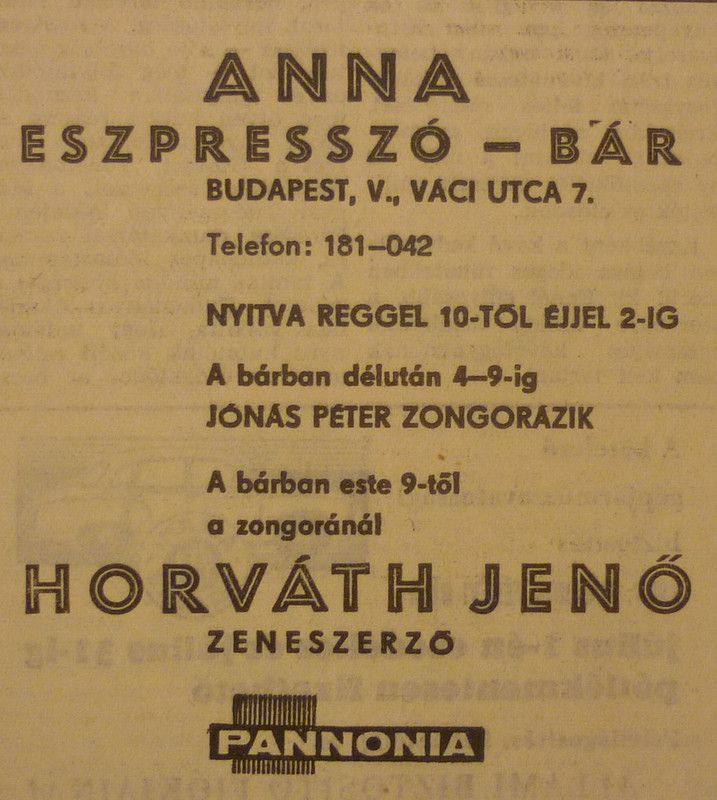 ANNA
ESZPRESSZÓ – BÁR
BUDAPEST, V., VÁCI UTCA 7.
Telefon: 181–042
NYITVA REGGEL 10-TŐL ÉJJEL 2-IG
A bárban délután 4–9-ig
JÓNÁS PÉTER ZONGORÁZIK
A bárban este 9-től
a zongoránál
HORVÁTH JENŐ
ZENESZERZŐ
PANNONIA